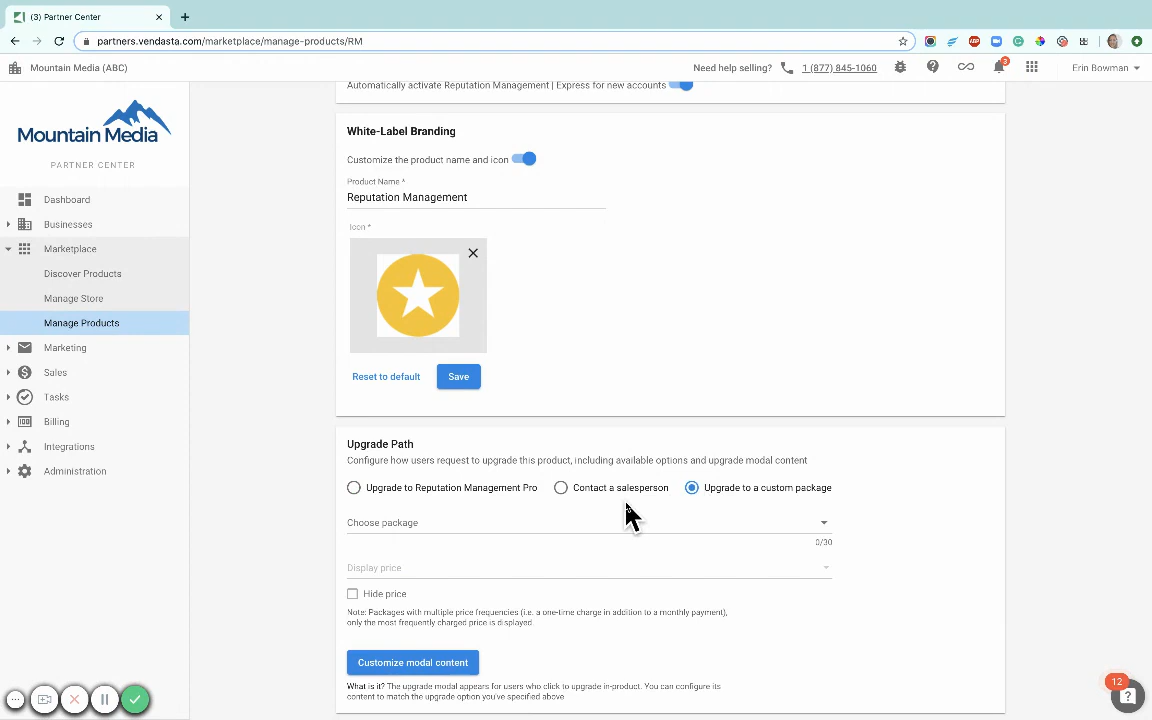 (3) Partner Center
partners.vendasta.com/marketplace/manage-products/RM
ABP
Mountain Media (ABC)
Need help selling?
1 (877) 845-1060
3
Erin Bowman
Mountain Media
PARTNER CENTER
Dashboard
Businesses
Marketplace
Discover Products
Manage Store
Manage Products
Marketing
Sales
Tasks
Billing
Integrations
Administration
Automatically activate Reputation Management | Express for new accounts
White-Label Branding
Customize the product name and icon
Product Name *
Reputation Management
Icon *
Reset to default
Save
Upgrade Path
Configure how users request to upgrade this product, including available options and upgrade modal content
Upgrade to Reputation Management Pro
Contact a salesperson
Upgrade to a custom package
Choose package
0/30
Display price
Hide price
Note: Packages with multiple price frequencies (i.e. a one-time charge in addition to a monthly payment),
only the most frequently charged price is displayed.
Customize modal content
What is it? The upgrade modal appears for users who click to upgrade in-product. You can configure its
content to match the upgrade option you've specified above
12